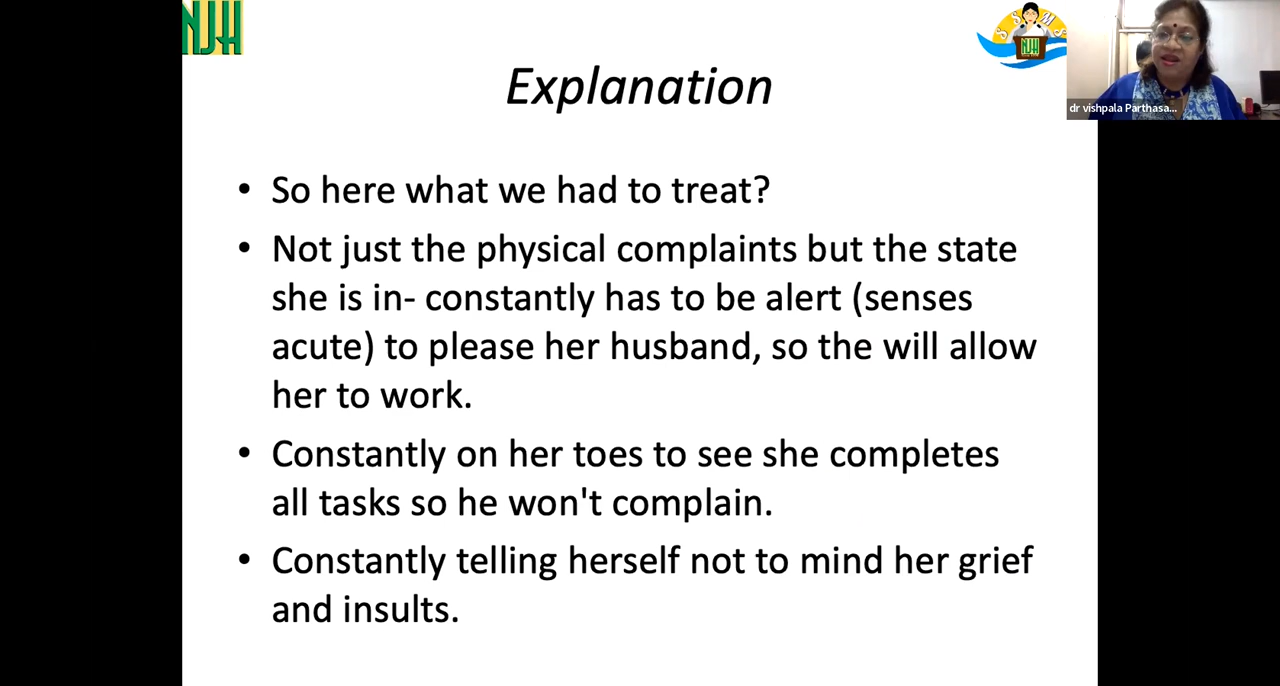 NJH
S S M C
NJH
dr vishpala Parthasa...
Explanation
• So here what we had to treat?
• Not just the physical complaints but the state
she is in- constantly has to be alert (senses
acute) to please her husband, so the will allow
her to work.
• Constantly on her toes to see she completes
all tasks so he won't complain.
• Constantly telling herself not to mind her grief
and insults.